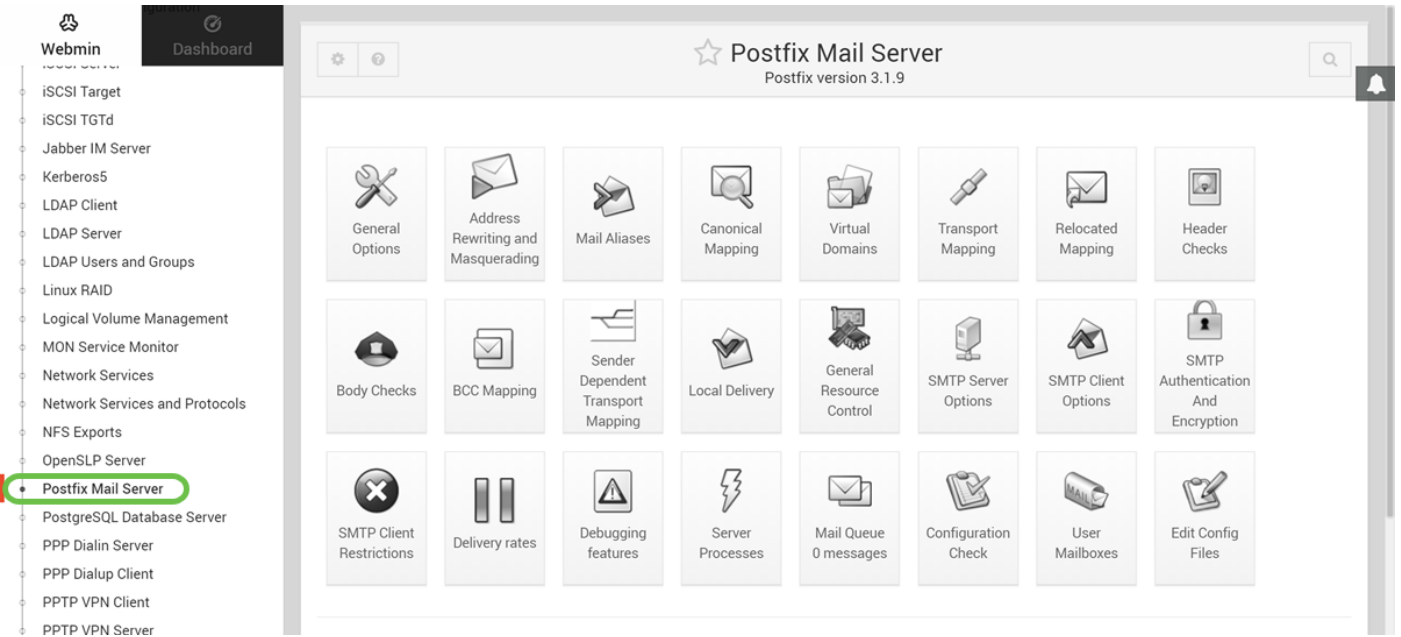 Webmin
Dashboard
iSCSI Target
iSCSI TGTd
Jabber IM Server
Kerberos5
LDAP Client
LDAP Server
LDAP Users and Groups
Linux RAID
Logical Volume Management
MON Service Monitor
Network Services
Network Services and Protocols
NFS Exports
OpenSLP Server
Postfix Mail Server
PostgreSQL Database Server
PPP Dialin Server
PPP Dialup Client
PPTP VPN Client
PPTP VPN Server
Postfix Mail Server
Postfix version 3.1.9
General
Options
Address
Rewriting and
Masquerading
Mail Aliases
Canonical
Mapping
Virtual
Domains
Transport
Mapping
Relocated
Mapping
Header
Checks
Body Checks
BCC Mapping
Sender
Dependent
Transport
Mapping
Local Delivery
General
Resource
Control
SMTP Server
Options
SMTP Client
Options
SMTP
Authentication
And
Encryption
SMTP Client
Restrictions
Delivery rates
Debugging
features
Server
Processes
Mail Queue
0 messages
Configuration
Check
MAIL
User
Mailboxes
Edit Config
Files